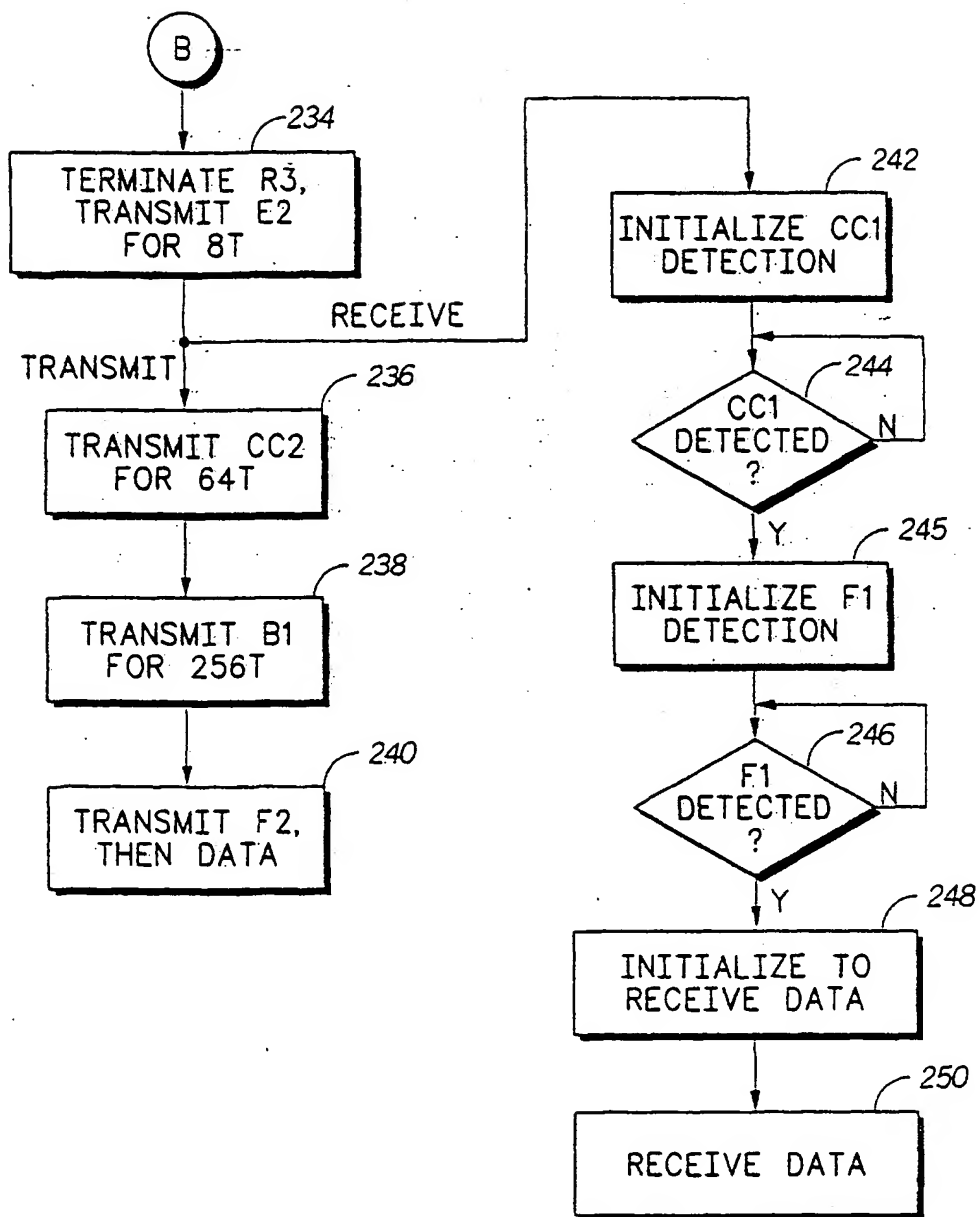 B
234
TERMINATE R3,
TRANSMIT E2
FOR 8T
RECEIVE
TRANSMIT
236
TRANSMIT CC2
FOR 64T
238
TRANSMIT B1
FOR 256T
240
TRANSMIT F2,
THEN DATA
242
INITIALIZE CC1
DETECTION
244
CC1
DETECTED
?
N
Y
245
INITIALIZE F1
DETECTION
246
F1
DETECTED
?
N
Y
248
INITIALIZE TO
RECEIVE DATA
250
RECEIVE DATA